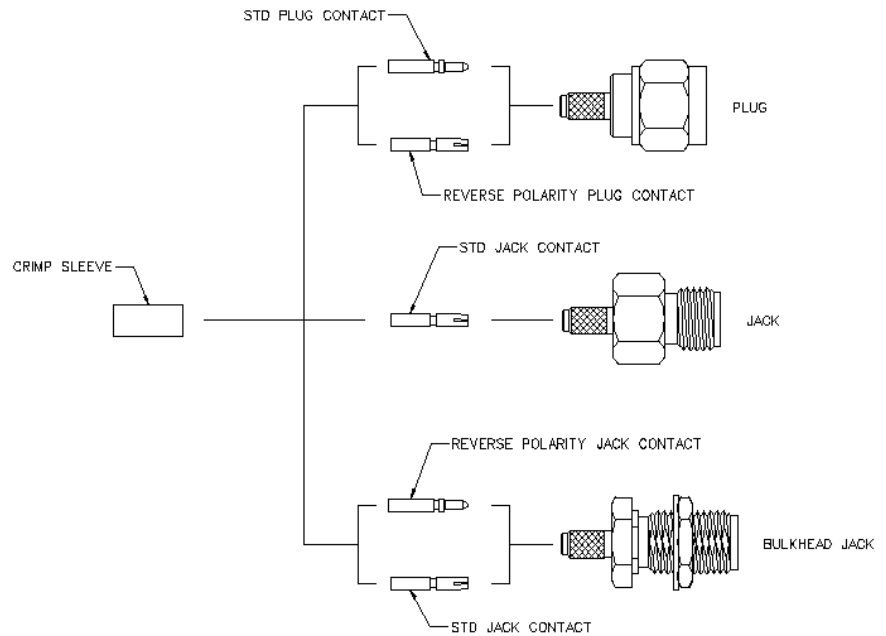 STD PLUG CONTACT
PLUG
REVERSE POLARITY PLUG CONTACT
STD JACK CONTACT
CRIMP SLEEVE
JACK
REVERSE POLARITY JACK CONTACT
BULKHEAD JACK
STD JACK CONTACT